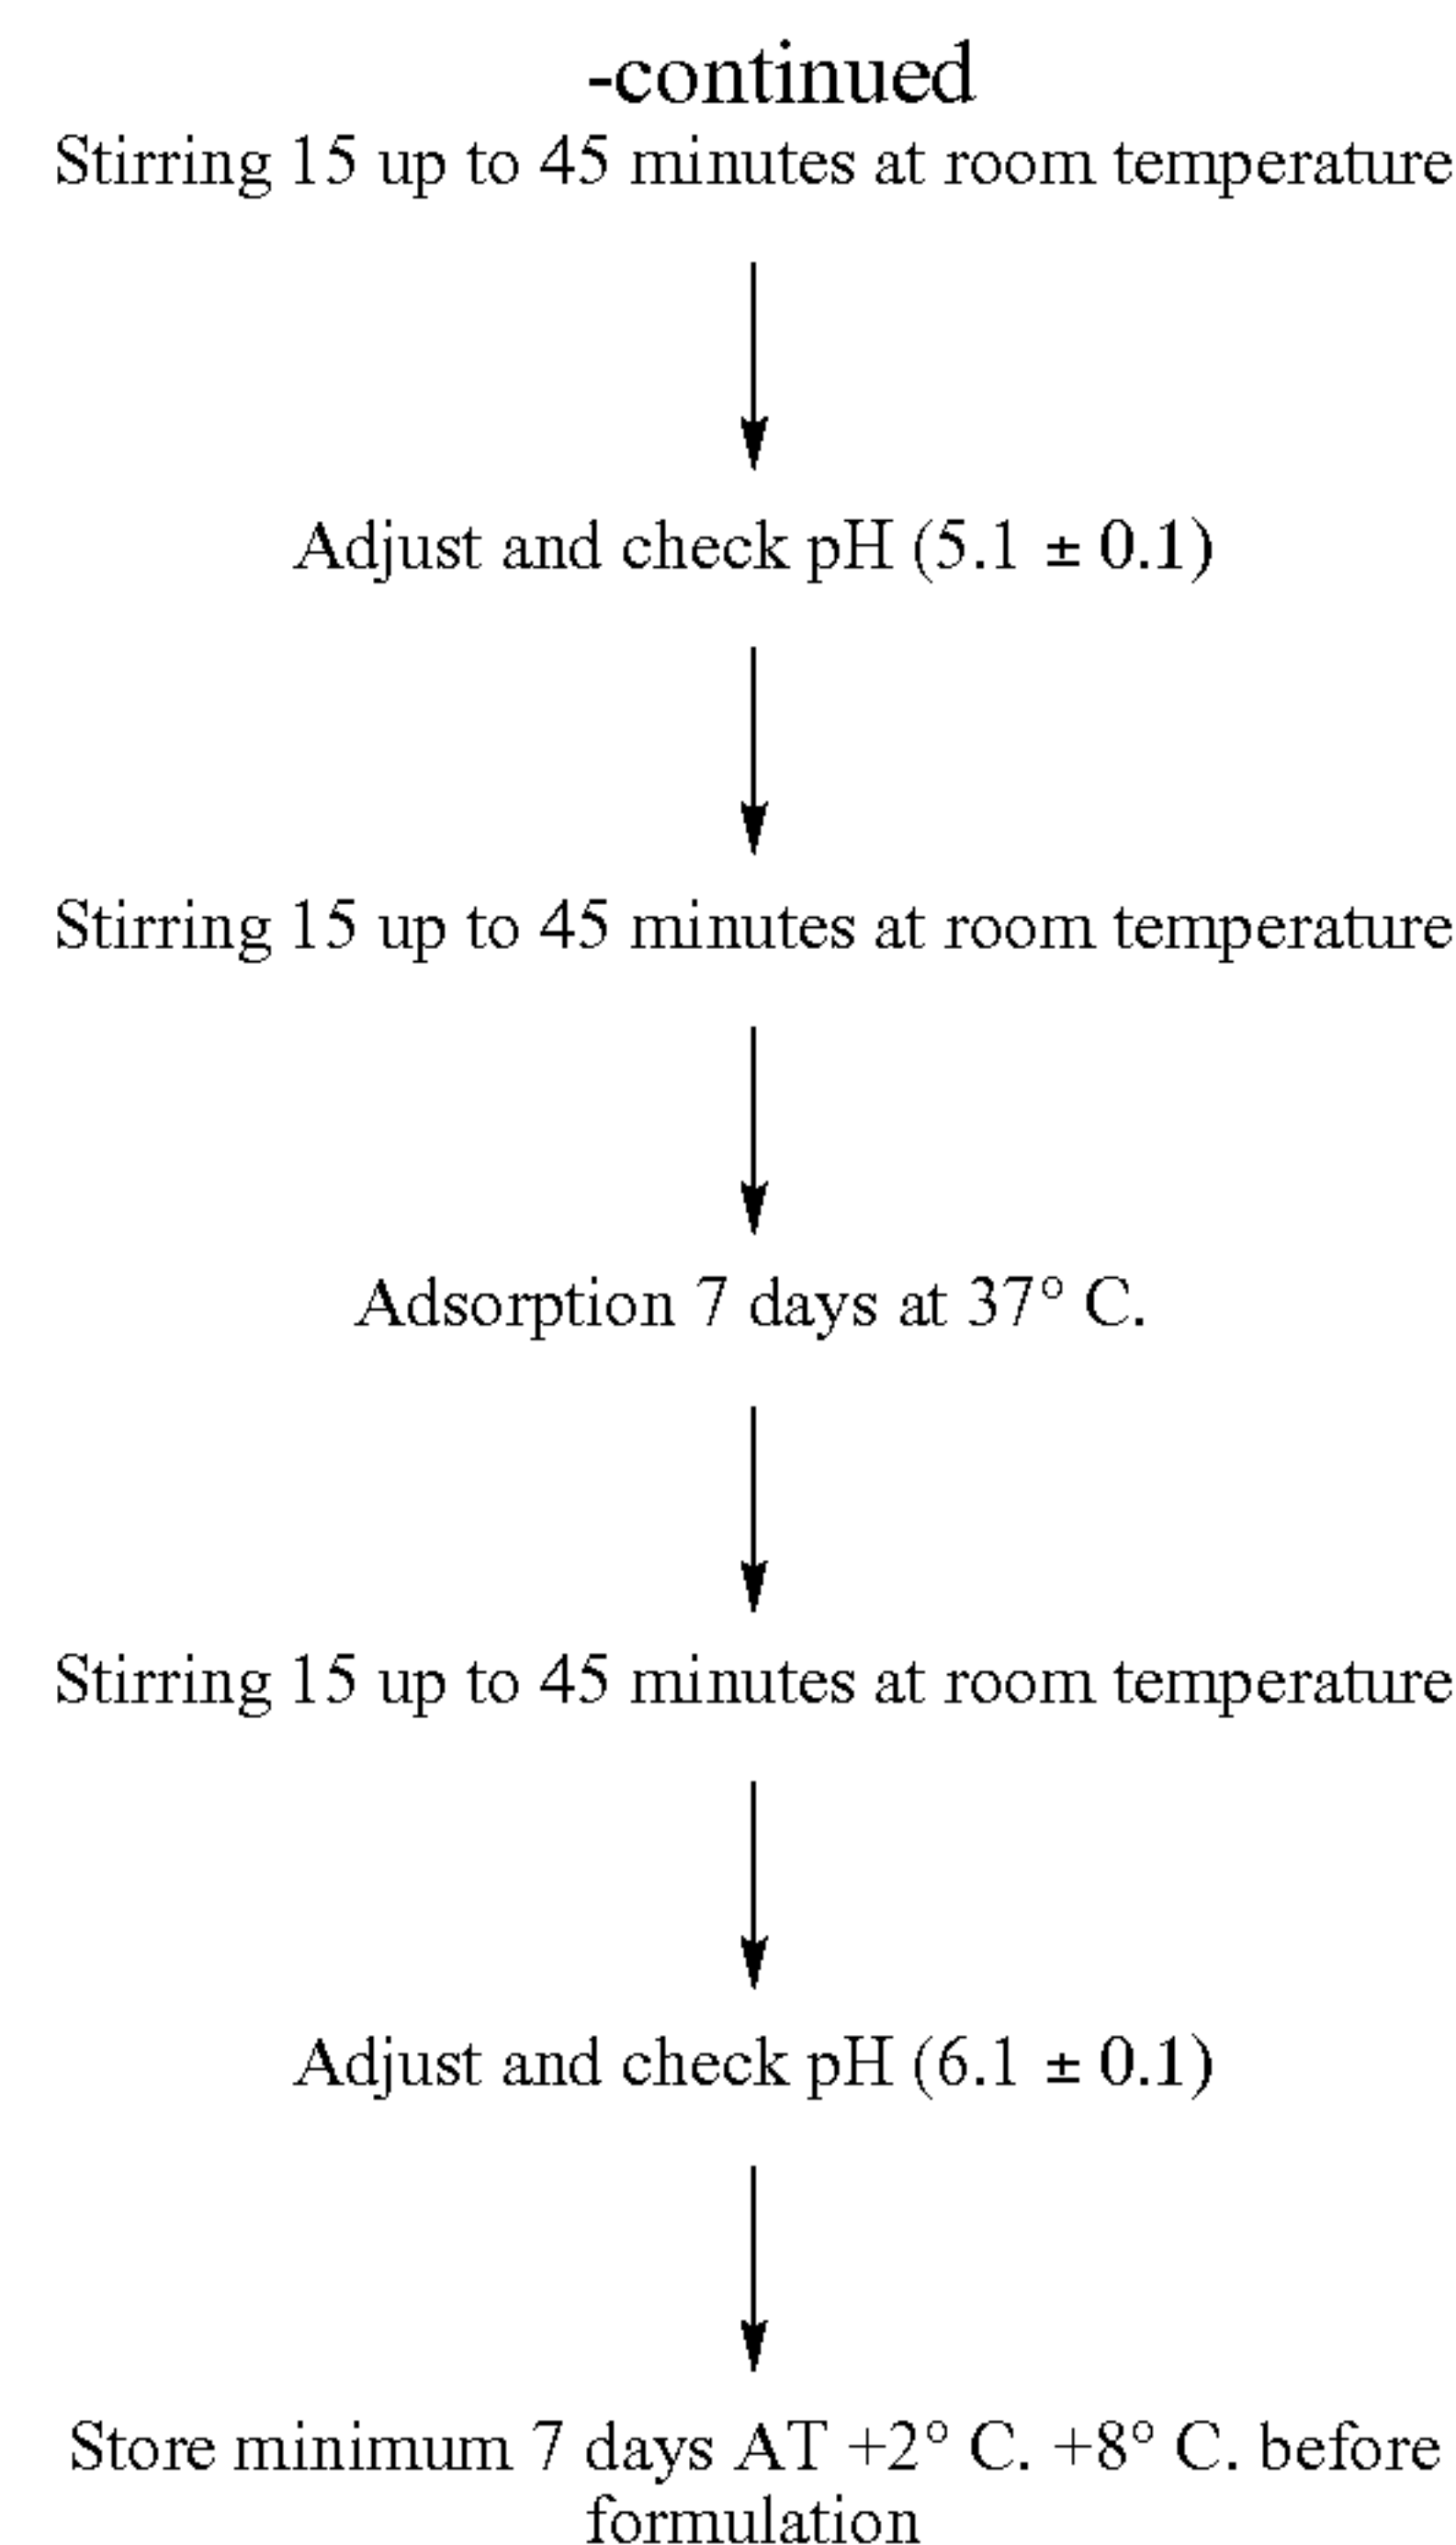 -continued
Stirring 15 up to 45 minutes at room temperature
Adjust and check pH (5.1 ± 0.1)
Stirring 15 up to 45 minutes at room temperature
Adsorption 7 days at 37° C.
Stirring 15 up to 45 minutes at room temperature
Adjust and check pH (6.1 ± 0.1)
Store minimum 7 days AT +2° C. +8° C. before
formulation